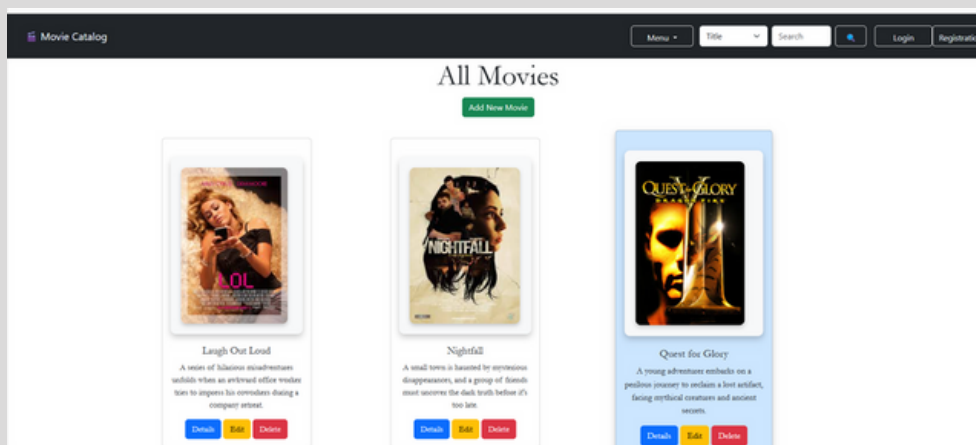 Movie Catalog
Menu
Title
Search
Login
Registratio
All Movies
Add New Movie
LOL
NIGHTFALL
QUEST FOR GLORY V
DRAGON FIRE
Laugh Out Loud
A series of hilarious misadventures
unfolds when an awkward office worker
tries to impress his coworkers during a
company retreat.
Details Edit Delete
Nightfall
A small town is haunted by mysterious
disappearances, and a group of friends
must uncover the dark truth before it's
too late.
Details Edit Delete
Quest for Glory
A young adventurer embarks on a
perilous journey to reclaim a lost artifact,
facing mythical creatures and ancient
secrets.
Details Edit Delete